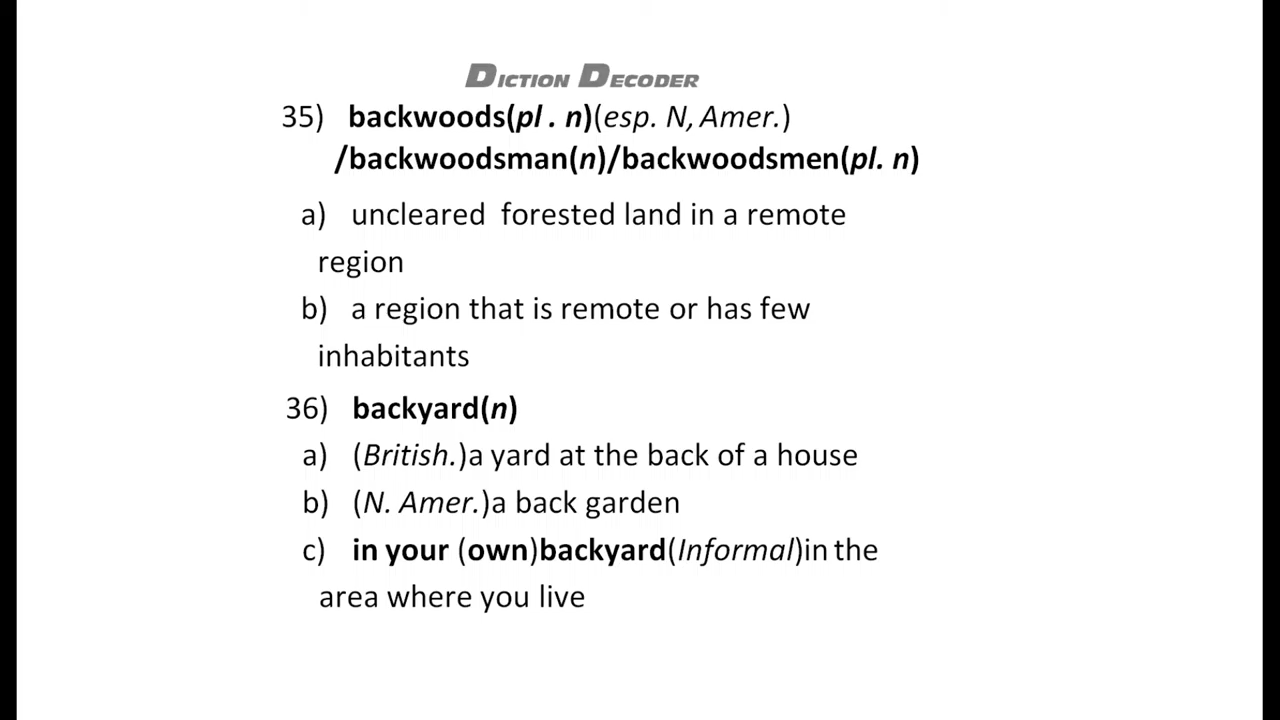 DICTION DECODER
35) backwoods(pl . n)(esp. N, Amer.)
/backwoodsman(n)/backwoodsmen(pl. n)
a) uncleared forested land in a remote
region
b) a region that is remote or has few
inhabitants
36) backyard(n)
a) (British.)a yard at the back of a house
b) (N. Amer.)a back garden
c) in your (own)backyard(Informal)in the
area where you live